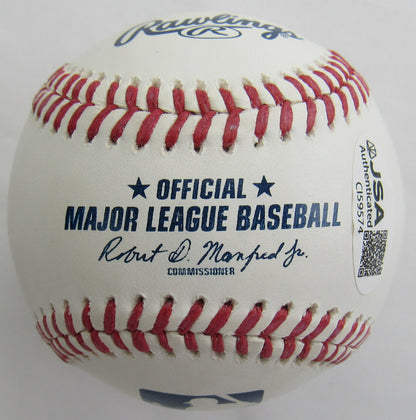 Rawlings
R
★ OFFICIAL ★
MAJOR LEAGUE BASEBALL
Robert D. Manfred Jr.
COMMISSIONER
JSA
Authenticated
CI59574